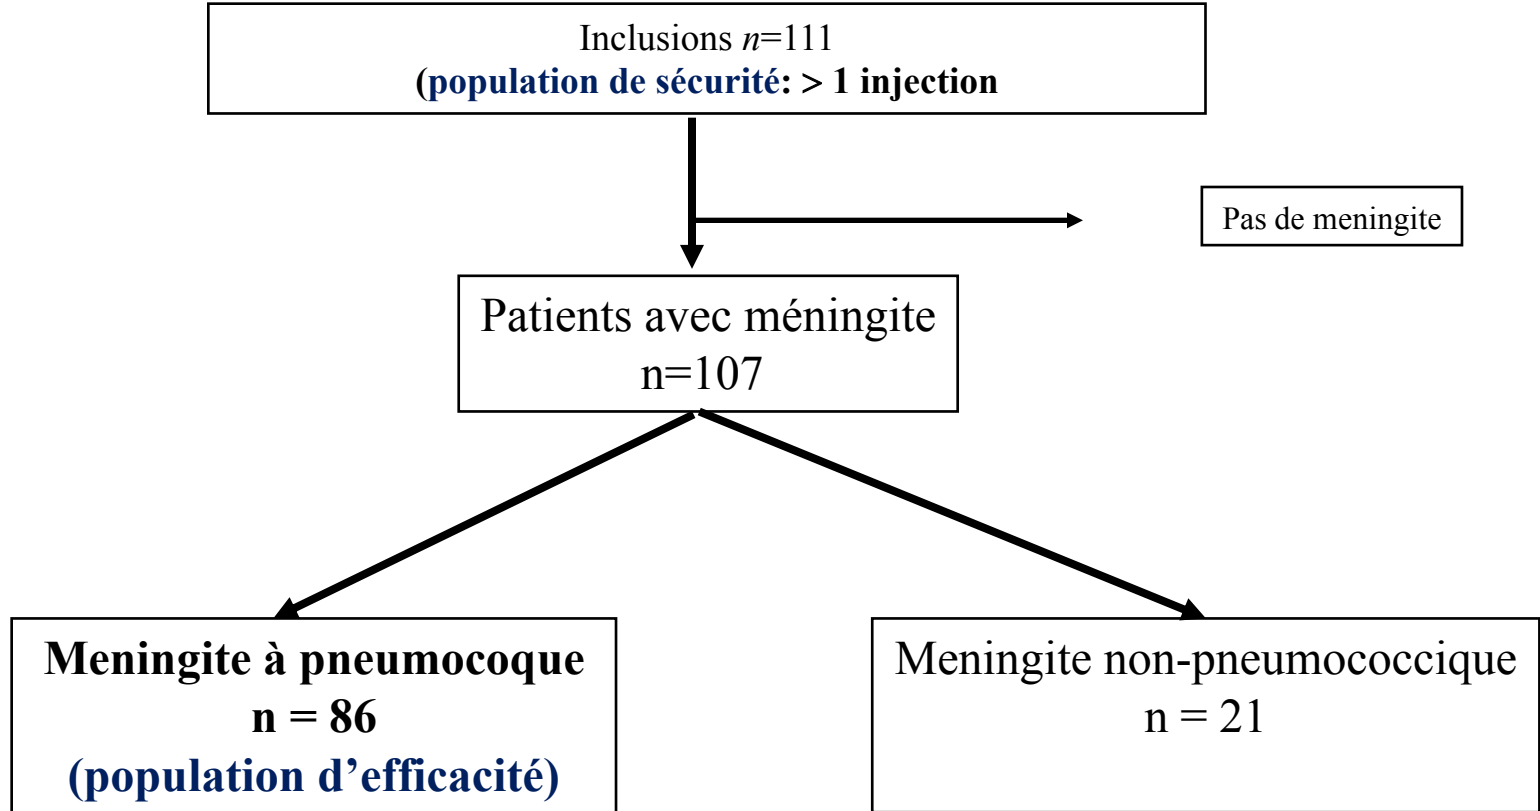 Inclusions n=111
(population de sécurité: > 1 injection
Pas de meningite
Patients avec méningite
n=107
Meningite à pneumocoque
n = 86
(population d’efficacité)
Meningite non-pneumococcique
n = 21